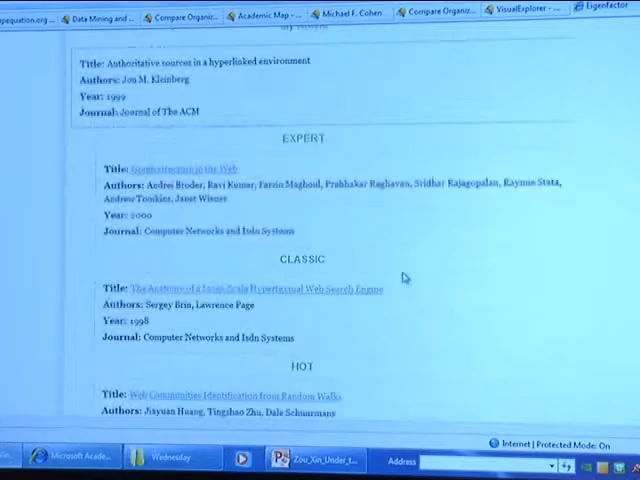 Data Mining and ... Compare Organiz... Academic Map - ... Michael F. Cohen Compare Organiz... VisualExplorer - ... Eigenfactor
Title: Authoritative sources in a hyperlinked environment
Authors: Jon M. Kleinberg
Year: 1999
Journal: Journal of The ACM
EXPERT
Title: Graph structure in the Web
Authors: Andrei Broder, Ravi Kumar, Farzin Maghoul, Prabhakar Raghavan, Sridhar Rajagopalan, Raymie Stata,
Andrew Tomkins, Janet Wiener
Year: 2000
Journal: Computer Networks and Isdn Systems
CLASSIC
Title: The Anatomy of a Large-Scale Hypertextual Web Search Engine
Authors: Sergey Brin, Lawrence Page
Year: 1998
Journal: Computer Networks and Isdn Systems
HOT
Title: Web Communities Identification from Random Walks
Authors: Jiayuan Huang, Tingshao Zhu, Dale Schuurmans
Internet | Protected Mode: On
Microsoft Acade... Wednesday Zou_Xin_Under_t... Address